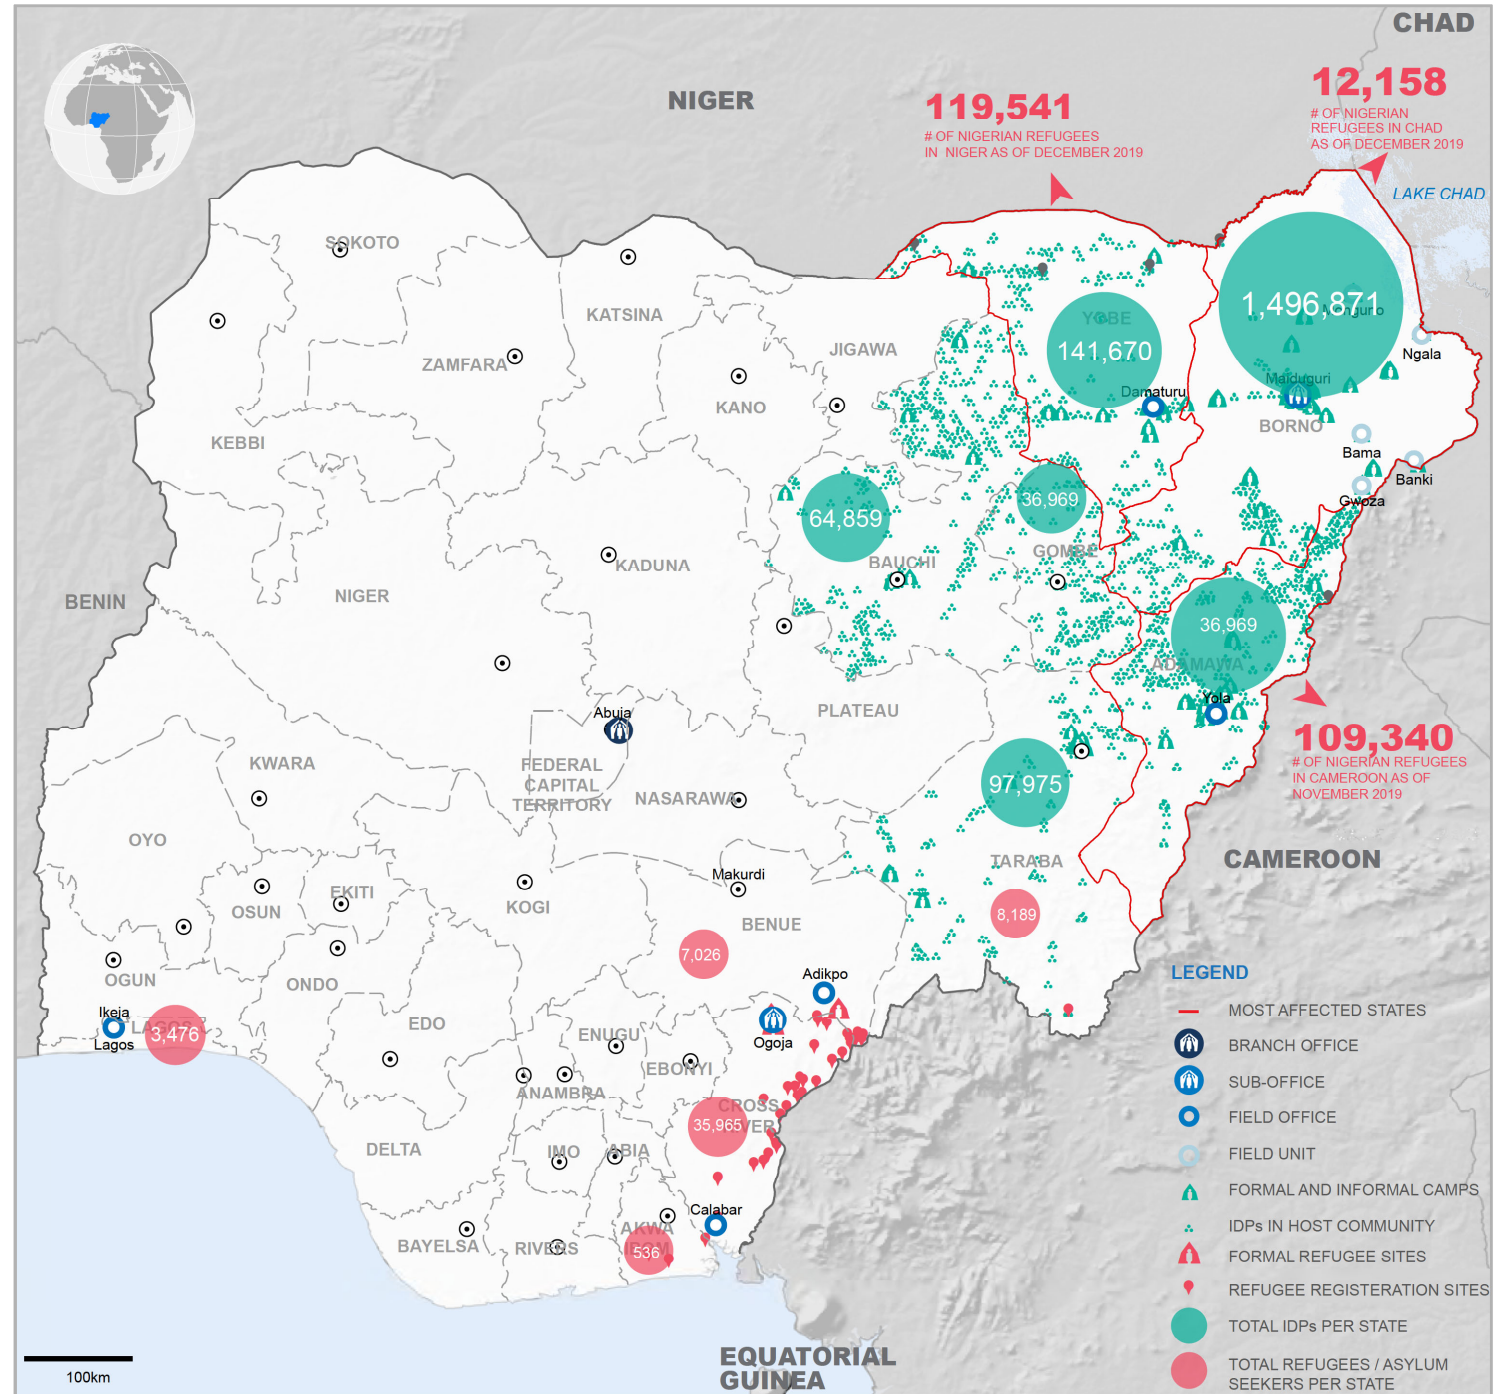 CHAD
NIGER
119,541
# OF NIGERIAN REFUGEES
IN NIGER AS OF DECEMBER 2019
12,158
# OF NIGERIAN
REFUGEES IN CHAD
AS OF DECEMBER 2019
LAKE CHAD
SOKOTO
KATSINA
ZAMFARA
JIGAWA
KANO
KEBBI
YOBE
141,670
Damaturu
1,496,871
Monguno
Ngala
Maiduguri
BORNO
Bama
Banki
Gwoza
64,859
BAUCHI
36,969
GOMBE
KADUNA
NIGER
BENIN
36,969
ADAMAWA
Yola
PLATEAU
Abuja
FEDERAL
CAPITAL
TERRITORY
NASARAWA
KWARA
109,340
# OF NIGERIAN REFUGEES
IN CAMEROON AS OF
NOVEMBER 2019
97,975
TARABA
8,189
CAMEROON
OYO
OSUN
EKITI
KOGI
Makurdi
BENUE
7,026
OGUN
ONDO
Ikeja
LAGOS
Lagos
3,476
EDO
ENUGU
Adikpo
Ogoja
EBONYI
ANAMBRA
CROSS
RIVER
35,965
DELTA
IMO
ABIA
Calabar
AKWA
IBOM
536
BAYELSA
RIVERS
EQUATORIAL
GUINEA
100km
LEGEND
MOST AFFECTED STATES
BRANCH OFFICE
SUB-OFFICE
FIELD OFFICE
FIELD UNIT
FORMAL AND INFORMAL CAMPS
IDPs IN HOST COMMUNITY
FORMAL REFUGEE SITES
REFUGEE REGISTERATION SITES
TOTAL IDPs PER STATE
TOTAL REFUGEES / ASYLUM
SEEKERS PER STATE